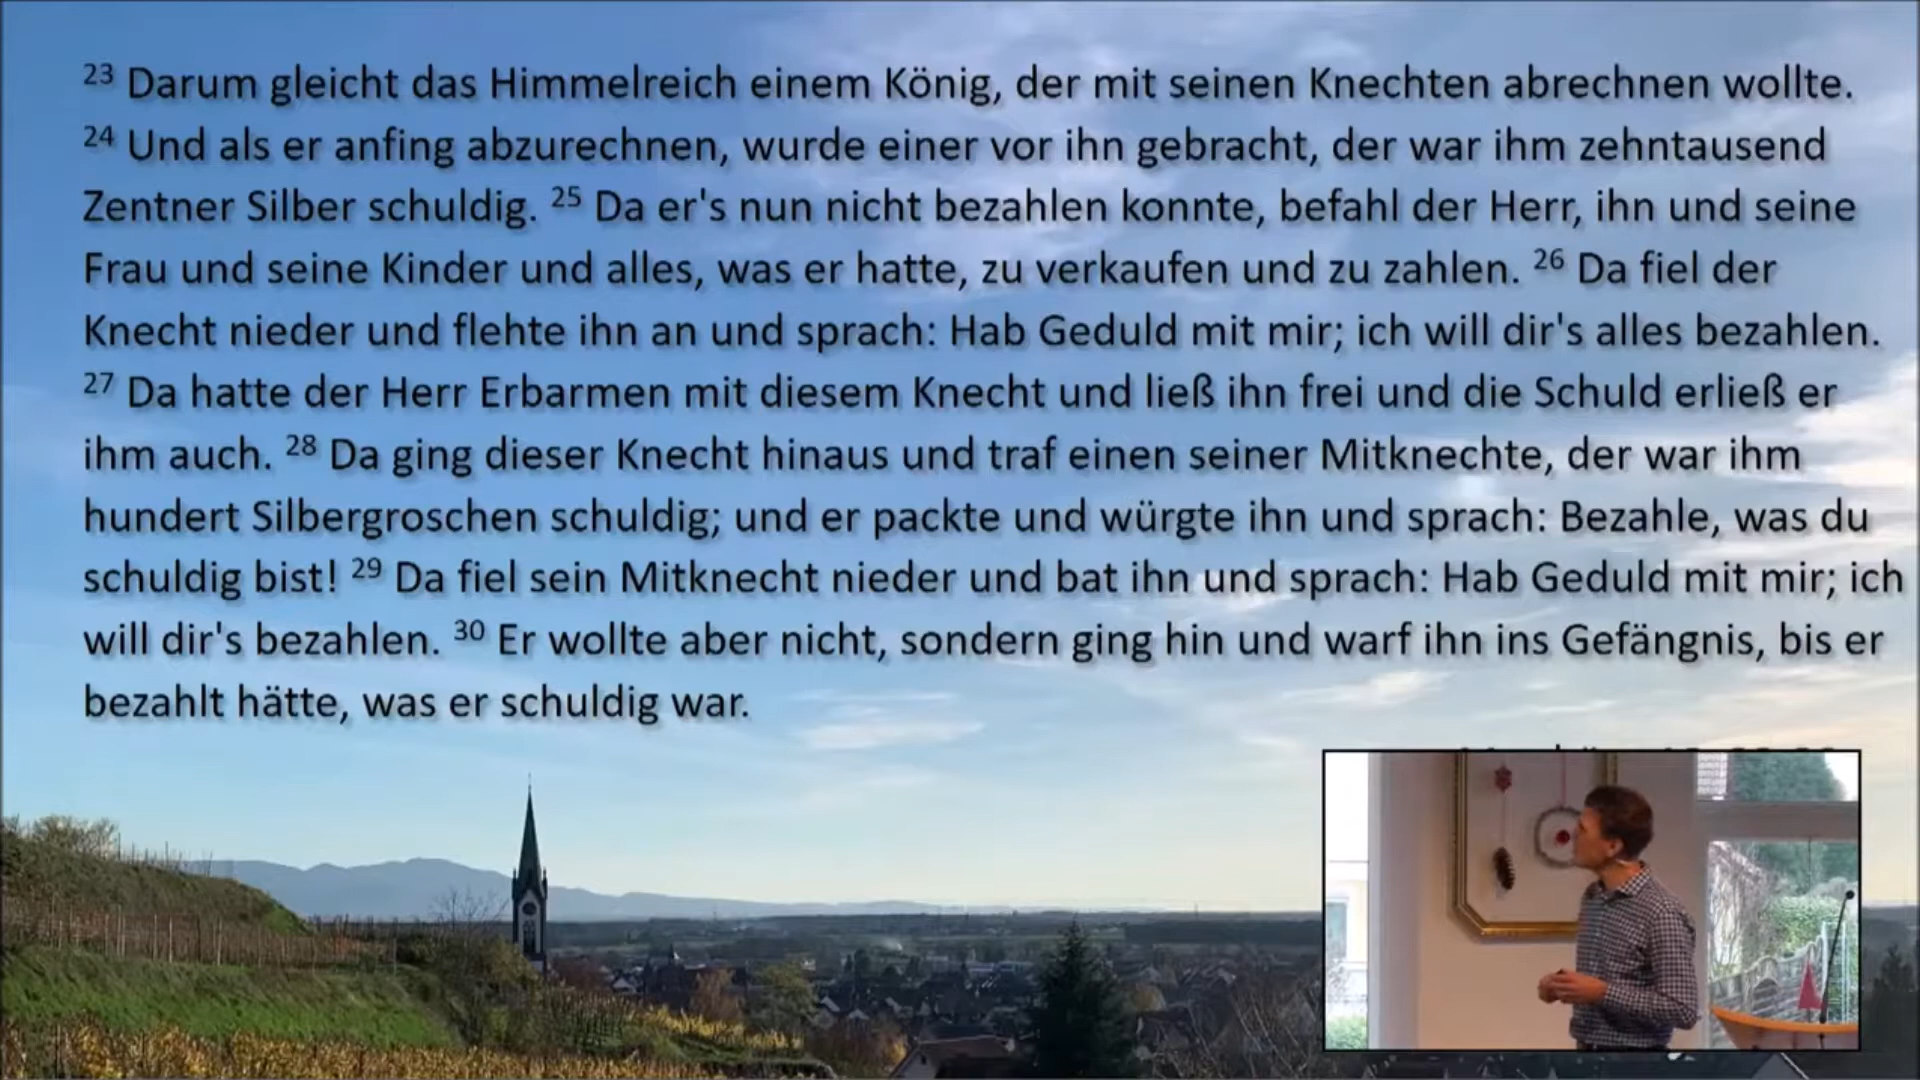 23 Darum gleicht das Himmelreich einem König, der mit seinen Knechten abrechnen wollte.
24 Und als er anfing abzurechnen, wurde einer vor ihn gebracht, der war ihm zehntausend
Zentner Silber schuldig. 25 Da er's nun nicht bezahlen konnte, befahl der Herr, ihn und seine
Frau und seine Kinder und alles, was er hatte, zu verkaufen und zu zahlen. 26 Da fiel der
Knecht nieder und flehte ihn an und sprach: Hab Geduld mit mir; ich will dir's alles bezahlen.
27 Da hatte der Herr Erbarmen mit diesem Knecht und ließ ihn frei und die Schuld erließ er
ihm auch. 28 Da ging dieser Knecht hinaus und traf einen seiner Mitknechte, der war ihm
hundert Silbergroschen schuldig; und er packte und würgte ihn und sprach: Bezahle, was du
schuldig bist! 29 Da fiel sein Mitknecht nieder und bat ihn und sprach: Hab Geduld mit mir; ich
will dir's bezahlen. 30 Er wollte aber nicht, sondern ging hin und warf ihn ins Gefängnis, bis er
bezahlt hätte, was er schuldig war.